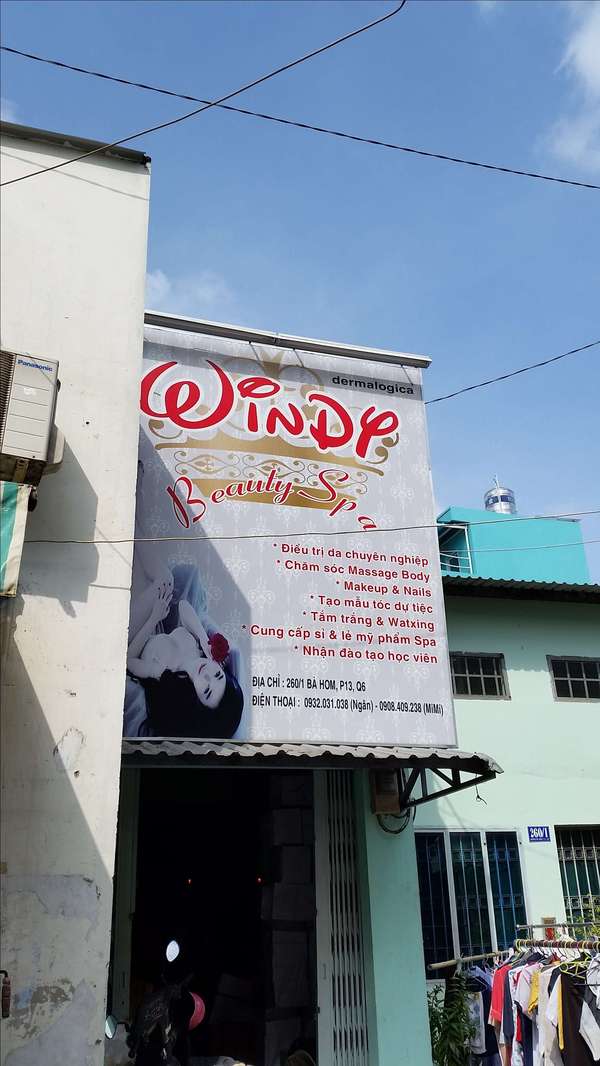 Panasonic
dermalogica
WINDY
Beauty Spa
* Điều trị da chuyên nghiệp
* Chăm sóc Massage Body
* Makeup & Nails
* Tạo mẫu tóc dự tiệc
* Tắm trắng & Watxing
* Cung cấp sỉ & lẻ mỹ phẩm Spa
* Nhận đào tạo học viên
ĐỊA CHỈ : 260/1 BÀ HOM, P13, Q6
ĐIỆN THOẠI : 0932.031.038 (Ngân) - 0908.409.238 (MiMi)
260/1